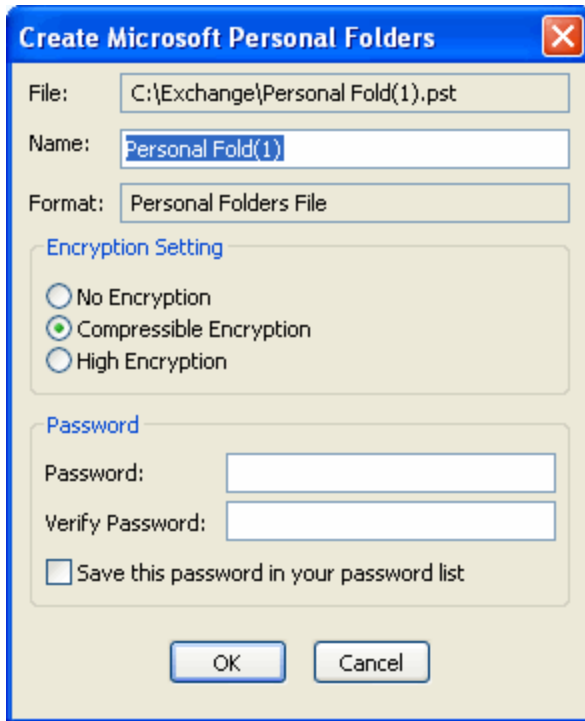 Create Microsoft Personal Folders
File: C:\Exchange\Personal Fold(1).pst
Name: Personal Fold(1)
Format: Personal Folders File
Encryption Setting
No Encryption
Compressible Encryption
High Encryption
Password
Password:
Verify Password:
Save this password in your password list
OK Cancel